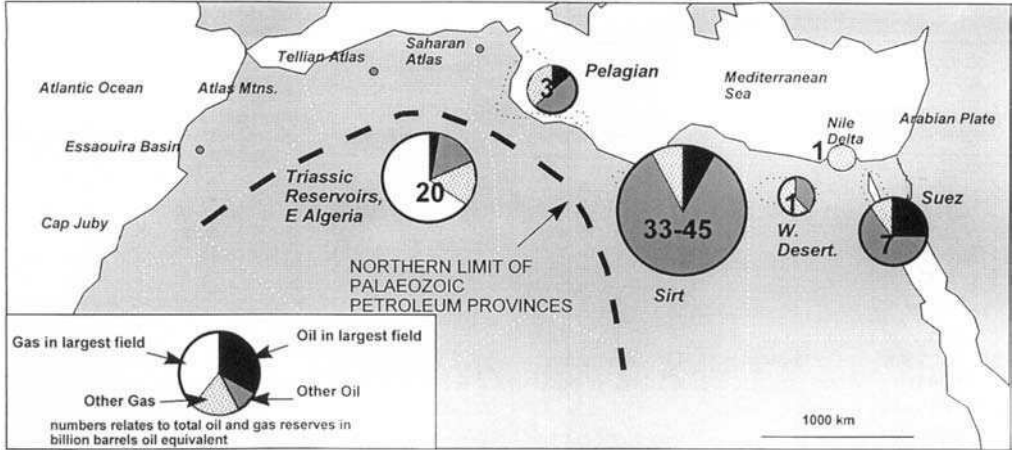 Tellian Atlas
Saharan
Atlas
Pelagian
3
Mediterranean
Sea
Atlantic Ocean
Atlas Mtns.
Arabian Plate
Nile
Delta
1
Essaouira Basin
Triassic
Reservoirs,
E Algeria
20
33-45
1
W.
Desert.
Suez
7
Cap Juby
NORTHERN LIMIT OF
PALAEOZOIC
PETROLEUM PROVINCES
Sirt
Gas in largest field
Oil in largest field
Other Gas
Other Oil
numbers relates to total oil and gas reserves in
billion barrels oil equivalent
1000 km